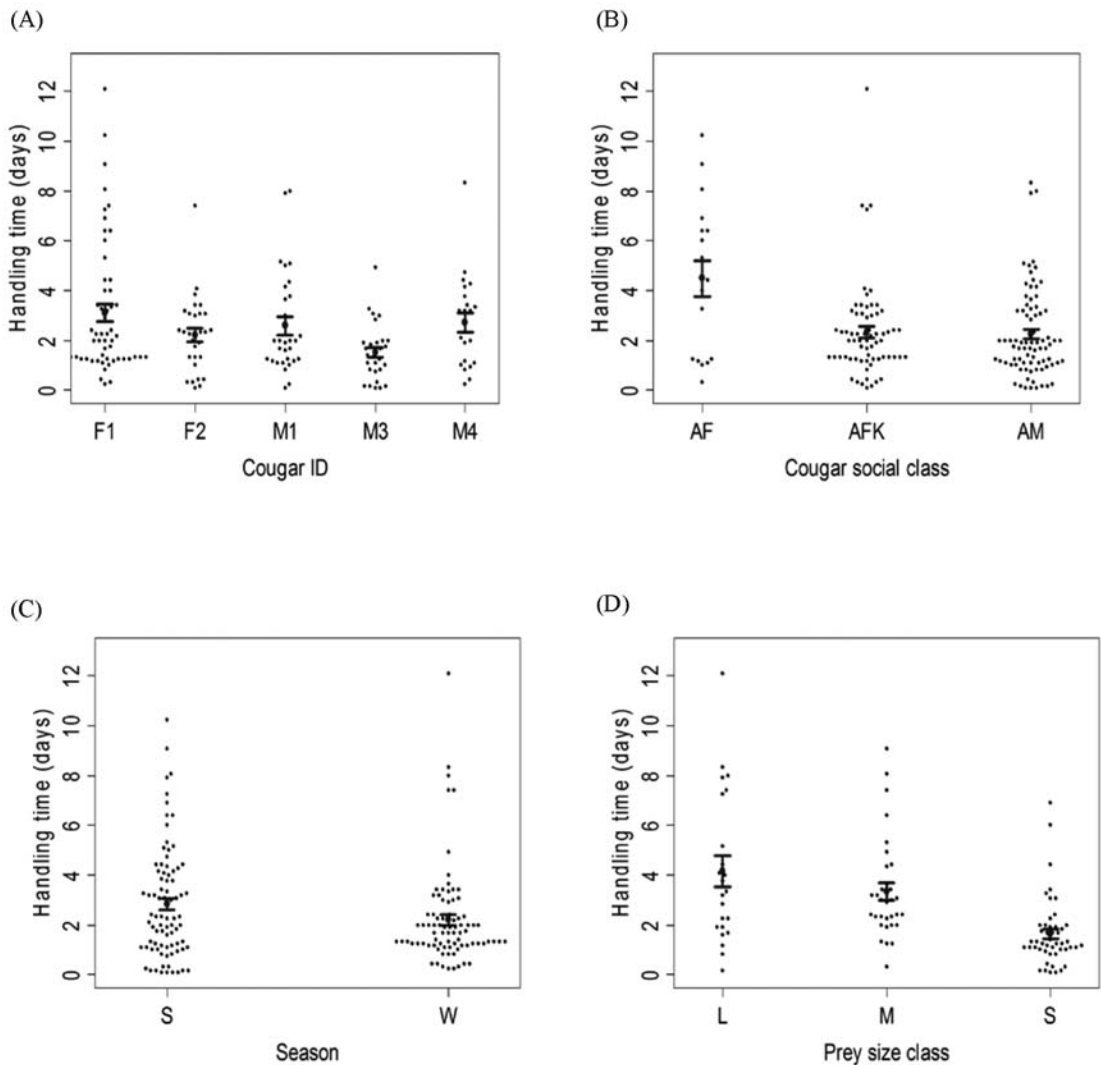 (A)
Handling time (days)
12
10
8
6
4
2
0
F1 F2 M1 M3 M4
Cougar ID
(B)
Handling time (days)
12
10
8
6
4
2
0
AF AFK AM
Cougar social class
(C)
Handling time (days)
12
10
8
6
4
2
0
S W
Season
(D)
Handling time (days)
12
10
8
6
4
2
0
L M S
Prey size class